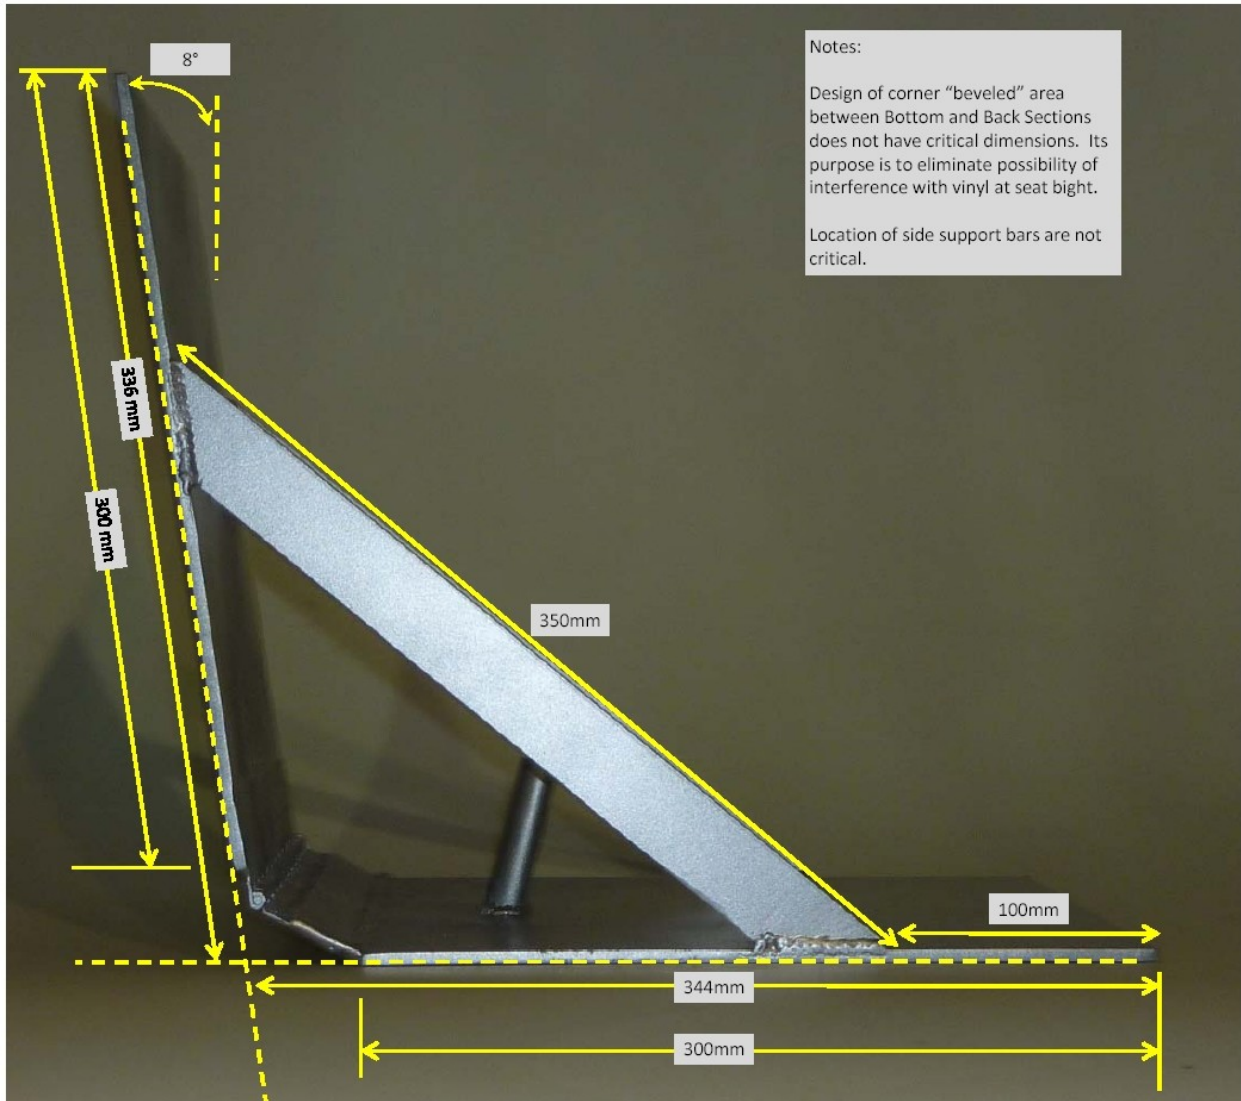 8°
Notes:
Design of corner “beveled” area
between Bottom and Back Sections
does not have critical dimensions. Its
purpose is to eliminate possibility of
interference with vinyl at seat bight.
Location of side support bars are not
critical.
336 mm
300 mm
350mm
100mm
344mm
300mm